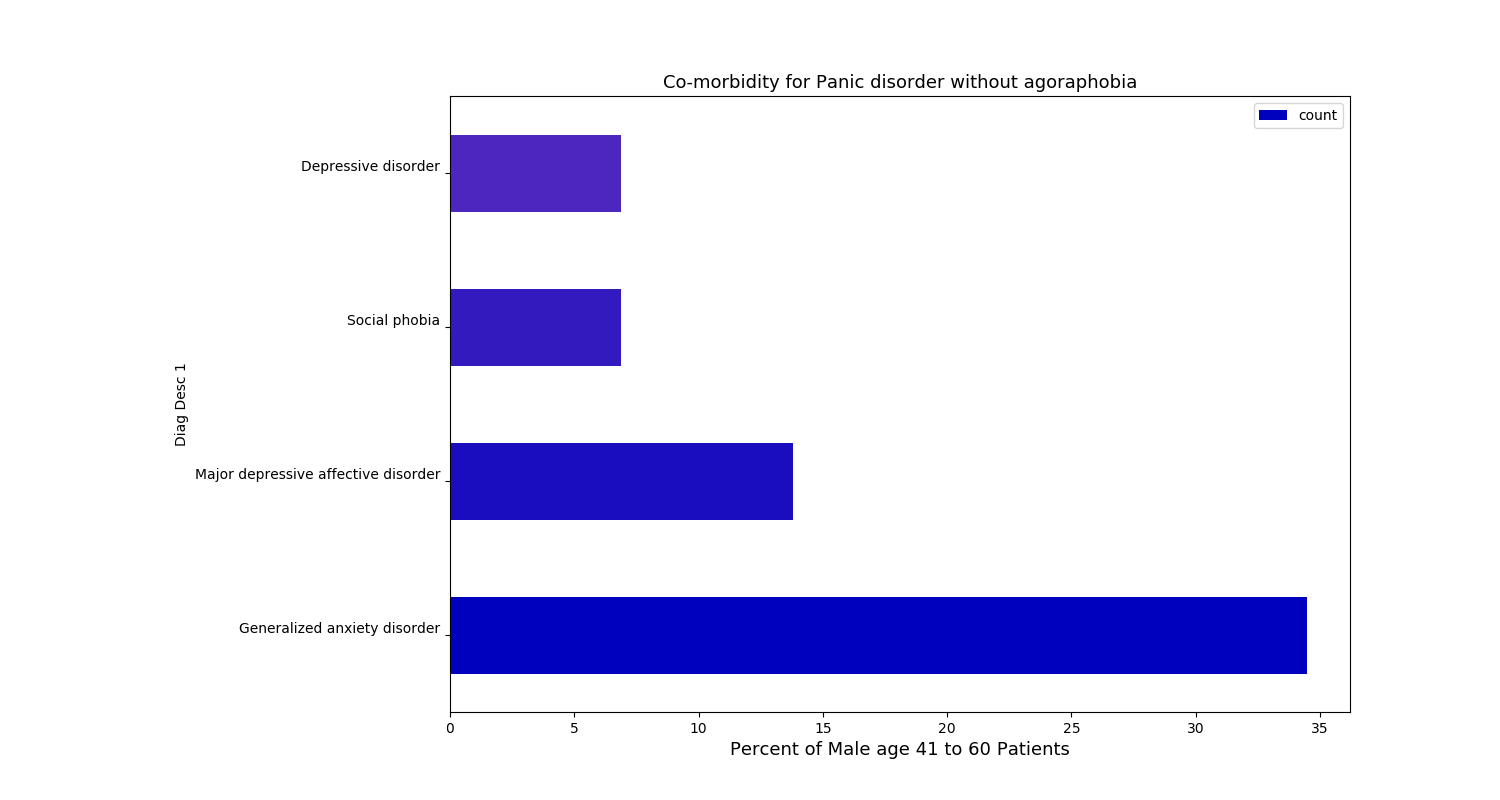 Co-morbidity for Panic disorder without agoraphobia
count
Depressive disorder
Social phobia
Major depressive affective disorder
Generalized anxiety disorder
Diag Desc 1
0 5 10 15 20 25 30 35
Percent of Male age 41 to 60 Patients